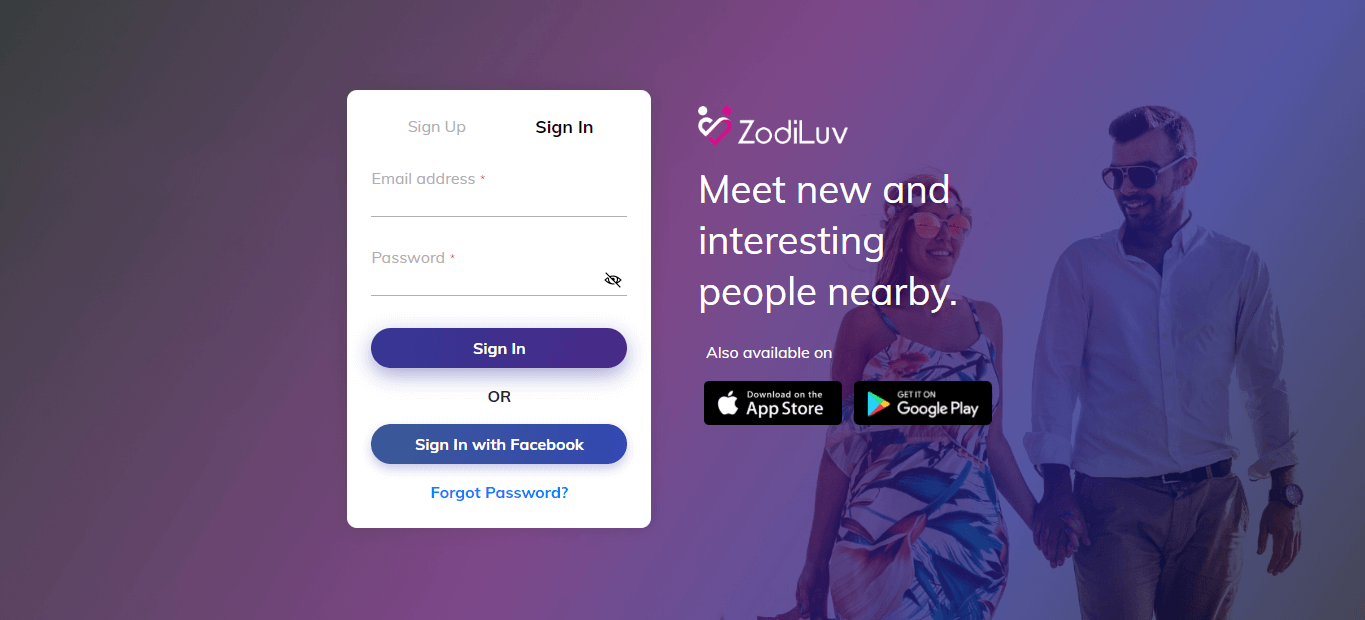 Sign Up
Sign In
Email address *
Password *
Sign In
OR
Sign In with Facebook
Forgot Password?
ZodiLuv
Meet new and
interesting
people nearby.
Also available on
Download on the
App Store
GET IT ON
Google Play